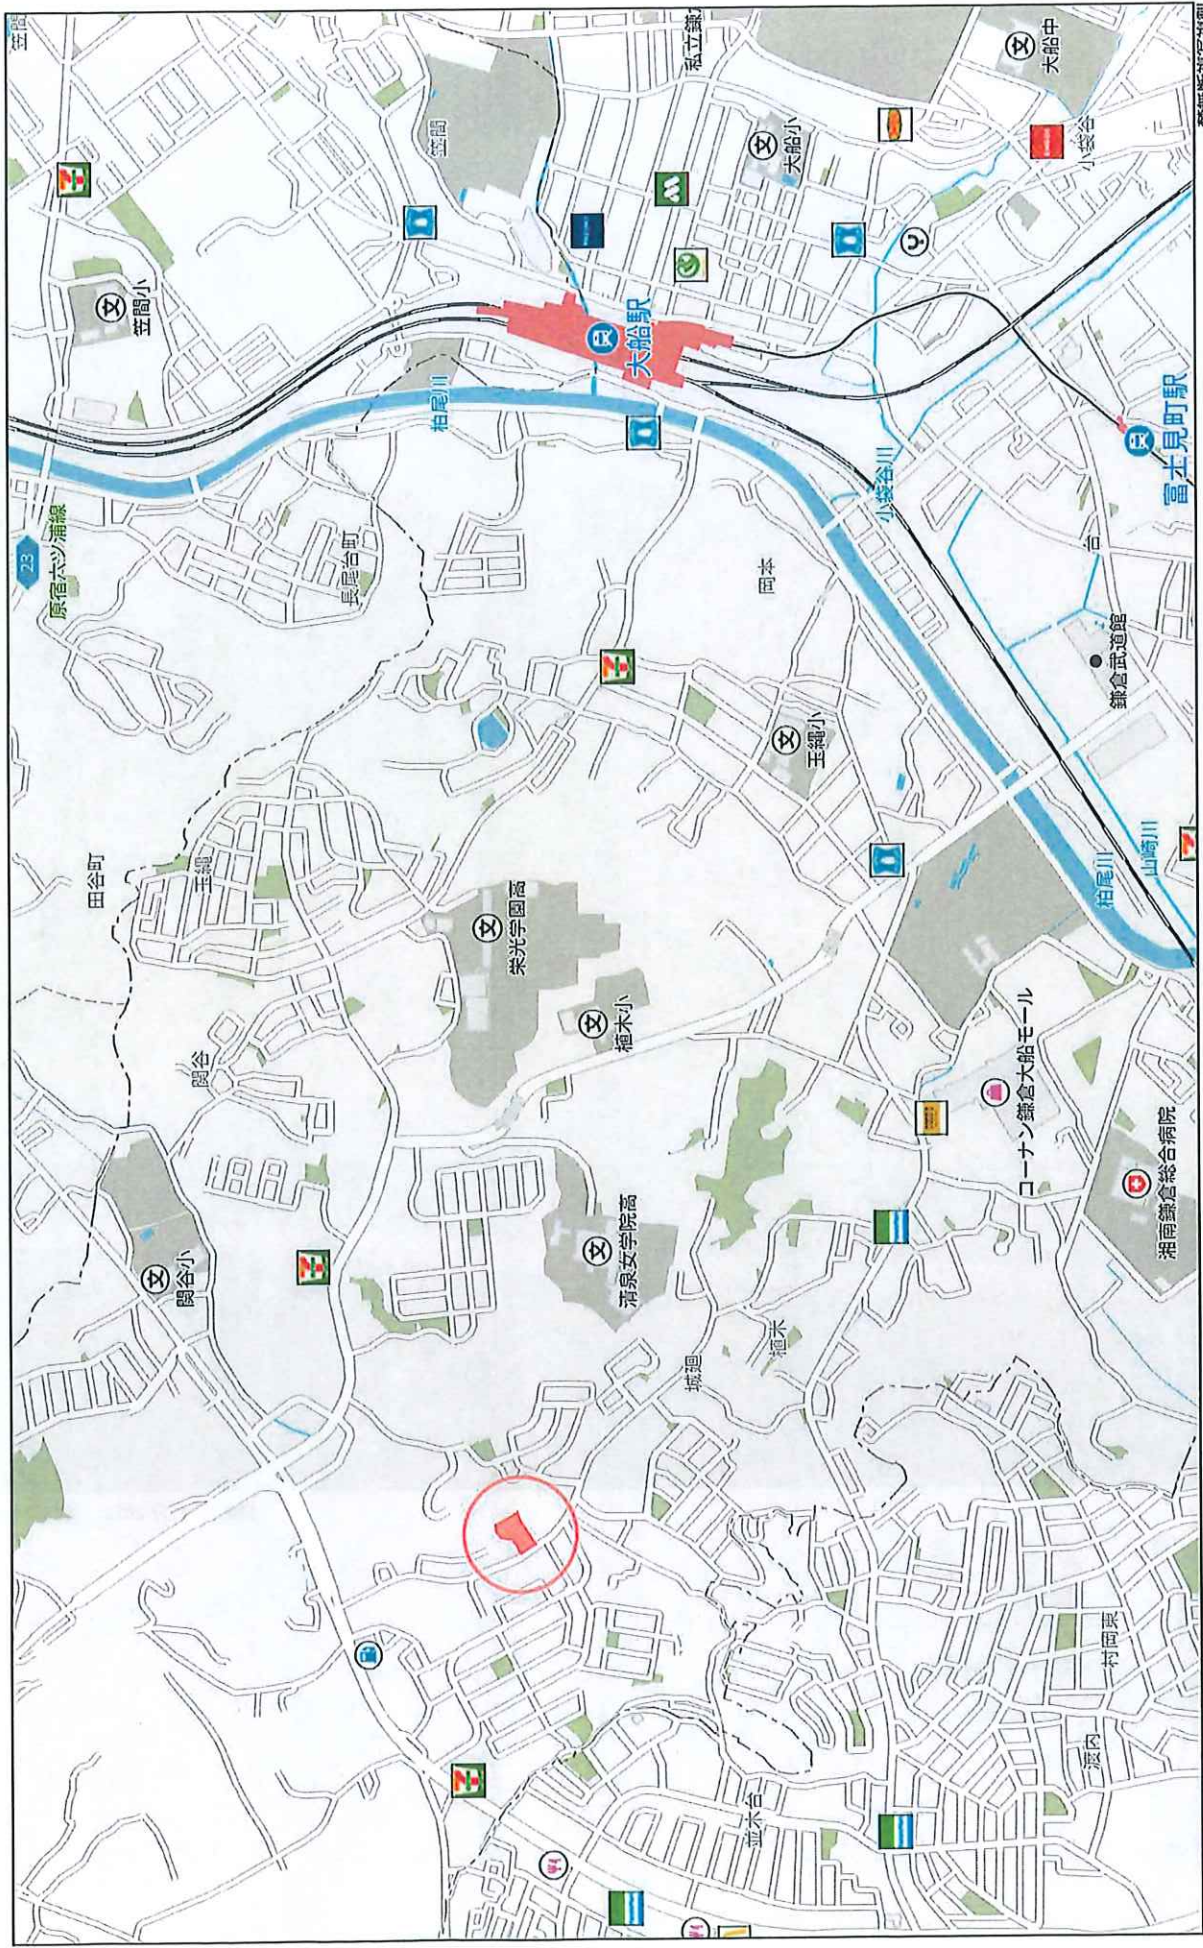 笠間
23
原宿六ツ浦線
笠間小
笠間
私立鎌
大船中
大船小
小袋谷
大船駅
柏尾川
長尾台町
小袋谷川
富士見町駅
岡本
台
鎌倉武道館
玉縄小
田谷町
玉縄
栄光学園高
植木小
柏尾川
山崎川
関谷
関谷小
清泉女学院高
コーナン鎌倉大船モール
湘南鎌倉総合病院
城廻
植木
村岡東
渡内
並木台